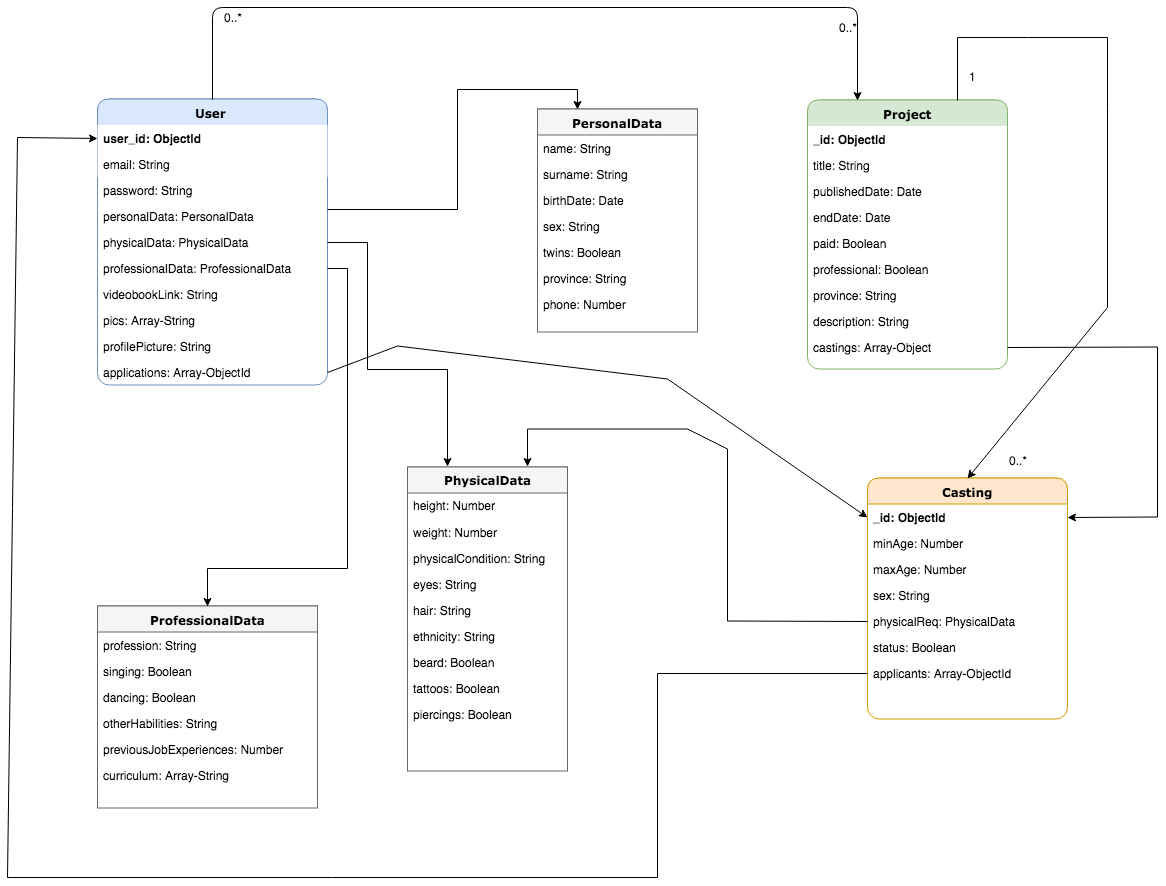 0..*
0..*
1
User
user_id: ObjectId
email: String
password: String
personalData: PersonalData
physicalData: PhysicalData
professionalData: ProfessionalData
videobookLink: String
pics: Array-String
profilePicture: String
applications: Array-ObjectId
PersonalData
name: String
surname: String
birthDate: Date
sex: String
twins: Boolean
province: String
phone: Number
Project
_id: ObjectId
title: String
publishedDate: Date
endDate: Date
paid: Boolean
professional: Boolean
province: String
description: String
castings: Array-Object
0..*
PhysicalData
height: Number
weight: Number
physicalCondition: String
eyes: String
hair: String
ethnicity: String
beard: Boolean
tattoos: Boolean
piercings: Boolean
Casting
_id: ObjectId
minAge: Number
maxAge: Number
sex: String
physicalReq: PhysicalData
status: Boolean
applicants: Array-ObjectId
ProfessionalData
profession: String
singing: Boolean
dancing: Boolean
otherHabilities: String
previousJobExperiences: Number
curriculum: Array-String